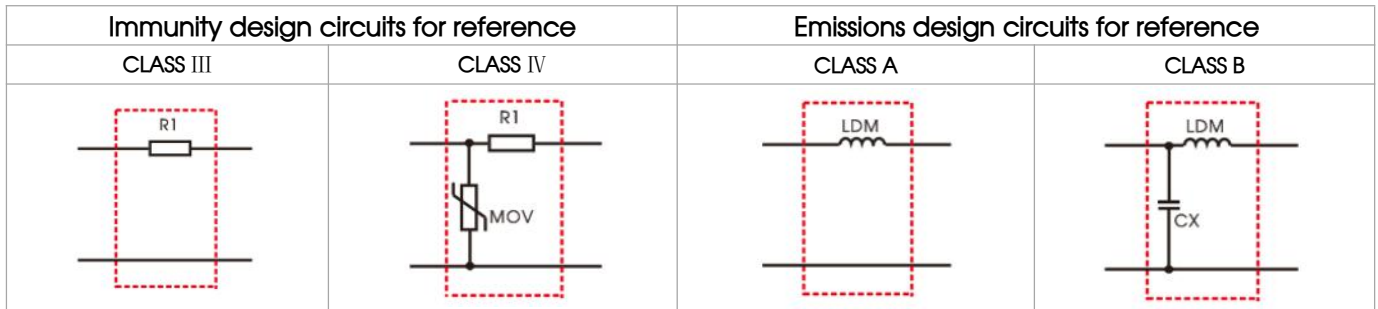 Immunity design circuits for reference
Emissions design circuits for reference
CLASS Ⅲ
CLASS Ⅳ
CLASS A
CLASS B
R1
R1
MOV
LDM
LDM
CX